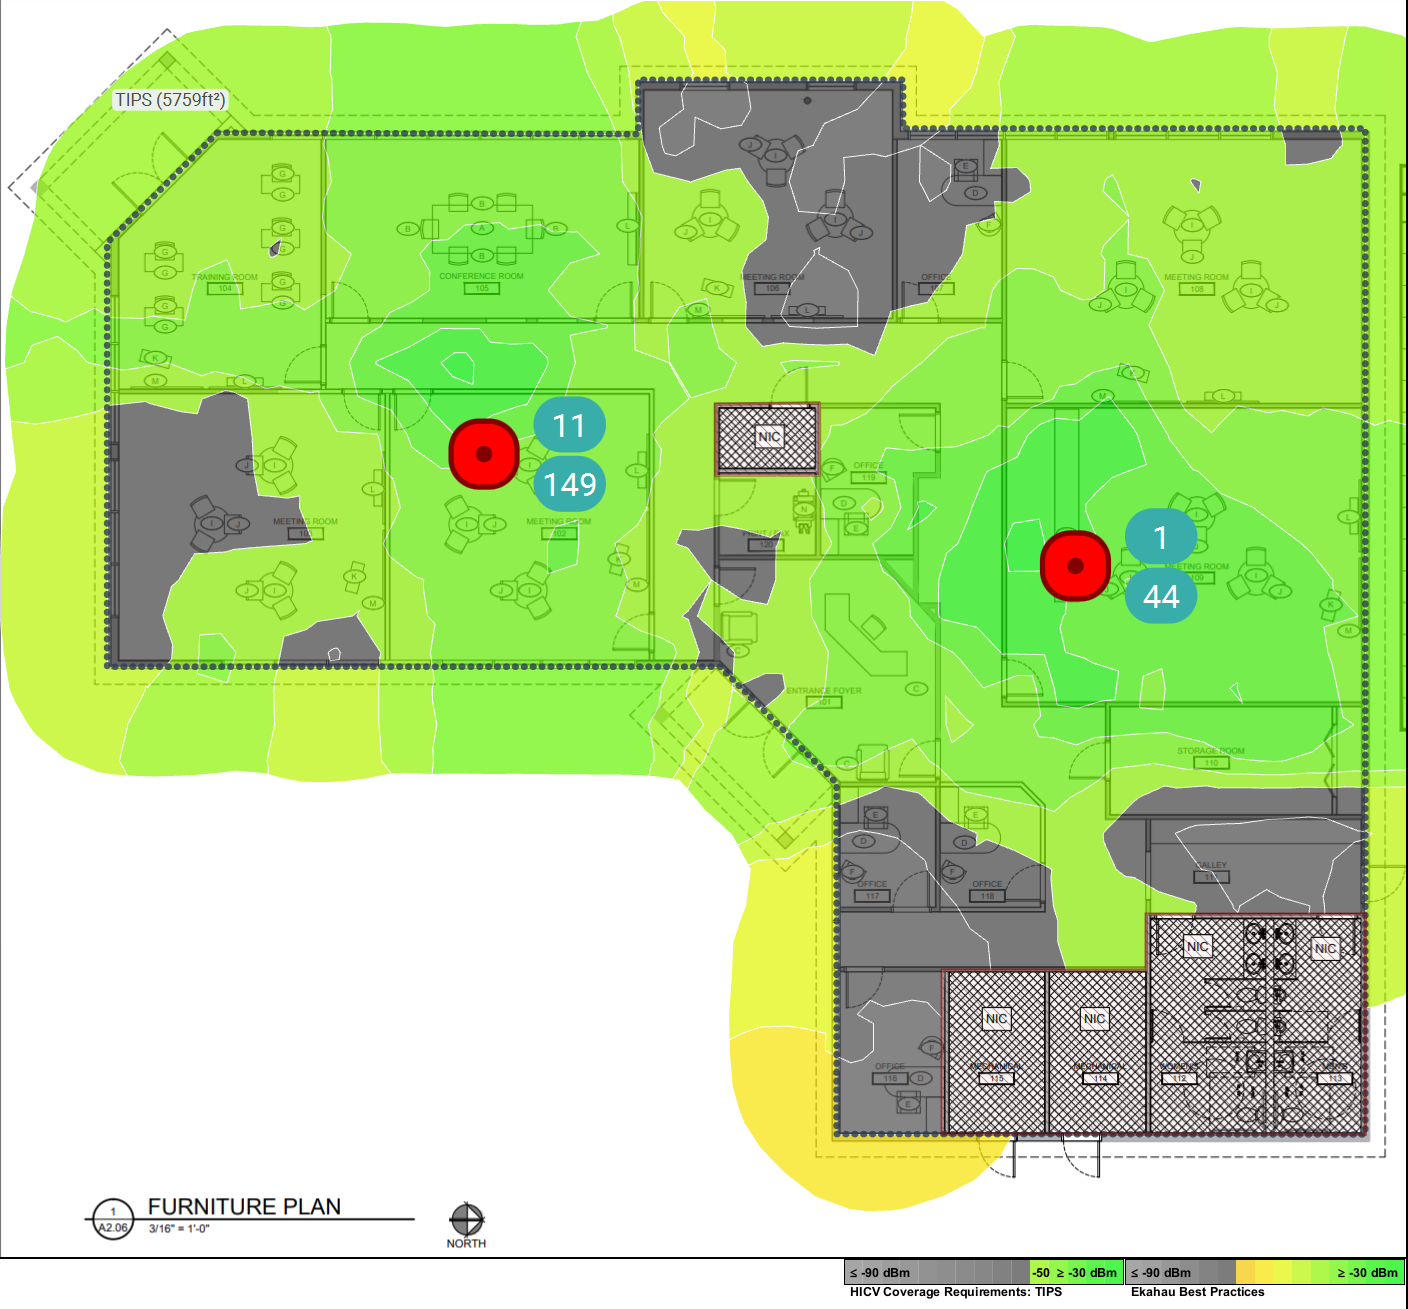 TIPS (5759ft²)
TRAINING ROOM
104
CONFERENCE ROOM
105
MEETING ROOM
106
OFFICE
MEETING ROOM
108
11
149
NIC
OFFICE
119
MEETING ROOM
MEETING ROOM
102
120
1
44
MEETING ROOM
109
ENTRANCE FOYER
101
STORAGE ROOM
110
OFFICE
117
OFFICE
118
GALLEY
NIC
NIC
NIC
NIC
OFFICE
116
MECHANICAL
115
MECHANICAL
114
112
113
1
A2.06
FURNITURE PLAN
3/16" = 1'-0"
NORTH
≤ -90 dBm
-50 ≥ -30 dBm
≤ -90 dBm
≥ -30 dBm
HICV Coverage Requirements: TIPS
Ekahau Best Practices